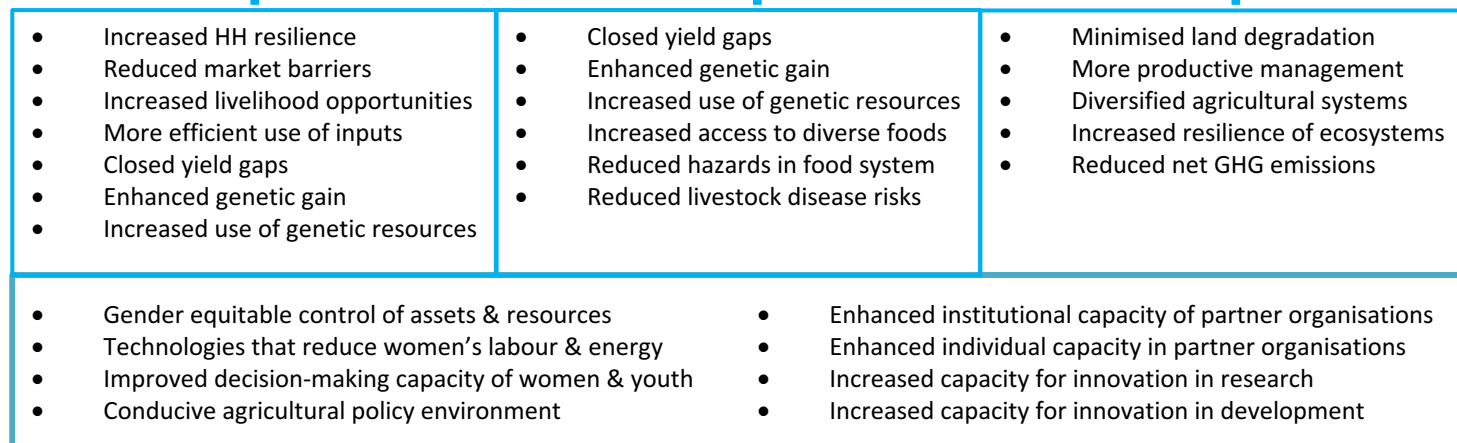 • Increased HH resilience
• Reduced market barriers
• Increased livelihood opportunities
• More efficient use of inputs
• Closed yield gaps
• Enhanced genetic gain
• Increased use of genetic resources
• Closed yield gaps
• Enhanced genetic gain
• Increased use of genetic resources
• Increased access to diverse foods
• Reduced hazards in food system
• Reduced livestock disease risks
• Minimised land degradation
• More productive management
• Diversified agricultural systems
• Increased resilience of ecosystems
• Reduced net GHG emissions
• Gender equitable control of assets & resources
• Technologies that reduce women’s labour & energy
• Improved decision-making capacity of women & youth
• Conducive agricultural policy environment
• Enhanced institutional capacity of partner organisations
• Enhanced individual capacity in partner organisations
• Increased capacity for innovation in research
• Increased capacity for innovation in development